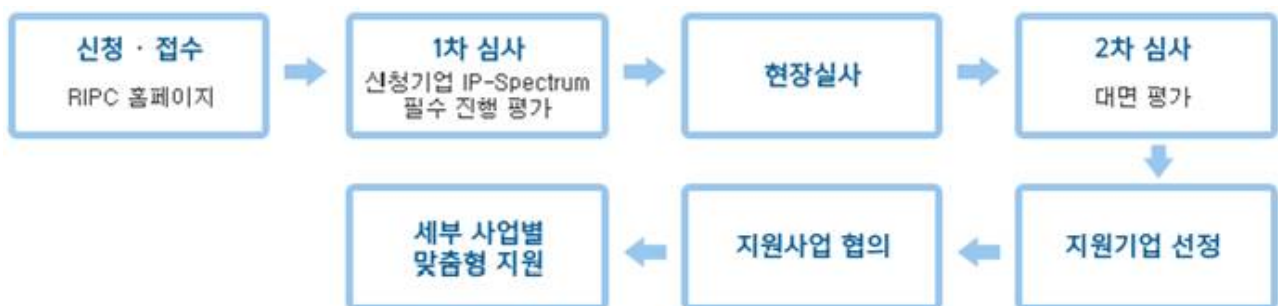 신청 · 접수
RIPC 홈페이지
1차 심사
신청기업 IP-Spectrum
필수 진행 평가
현장실사
2차 심사
대면 평가
지원기업 선정
지원사업 협의
세부 사업별
맞춤형 지원